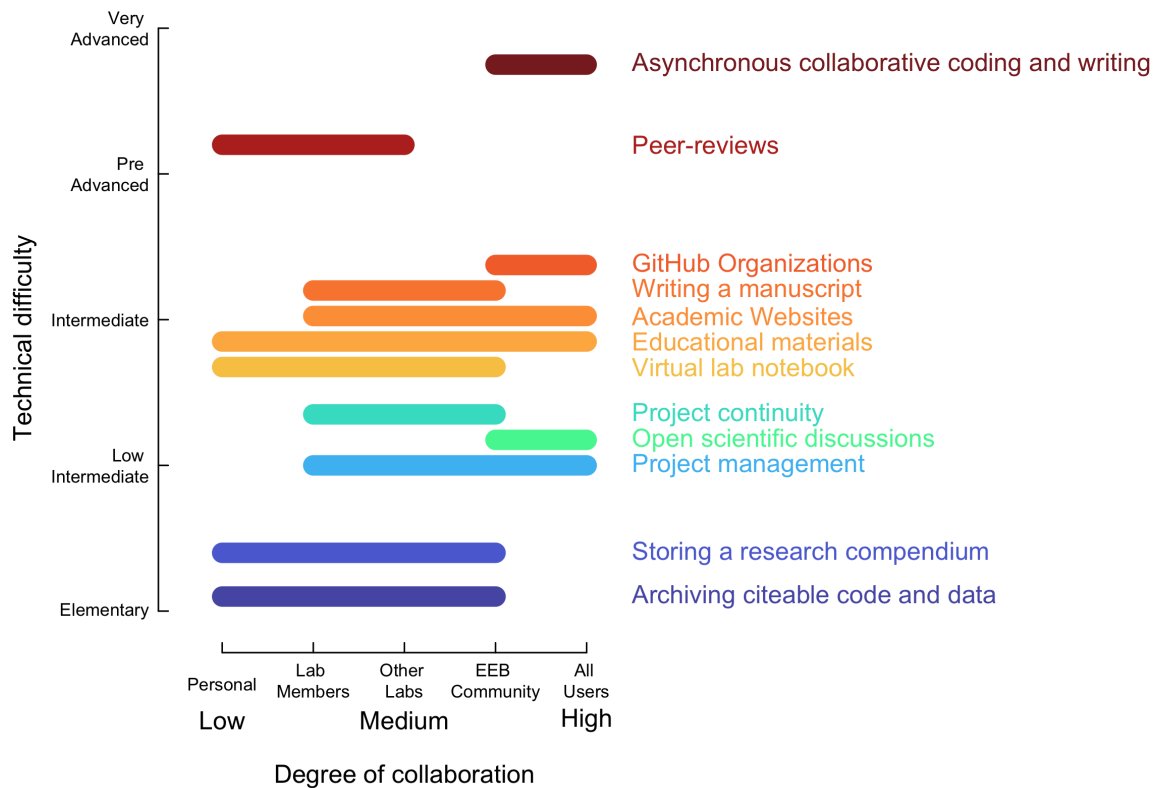 Very
Advanced
Asynchronous collaborative coding and writing
Peer-reviews
Pre
Advanced
Technical difficulty
GitHub Organizations
Writing a manuscript
Intermediate
Academic Websites
Educational materials
Virtual lab notebook
Project continuity
Open scientific discussions
Low
Intermediate
Project management
Storing a research compendium
Archiving citeable code and data
Elementary
Personal
Lab
Members
Other
Labs
EEB
Community
All
Users
Low
Medium
High
Degree of collaboration